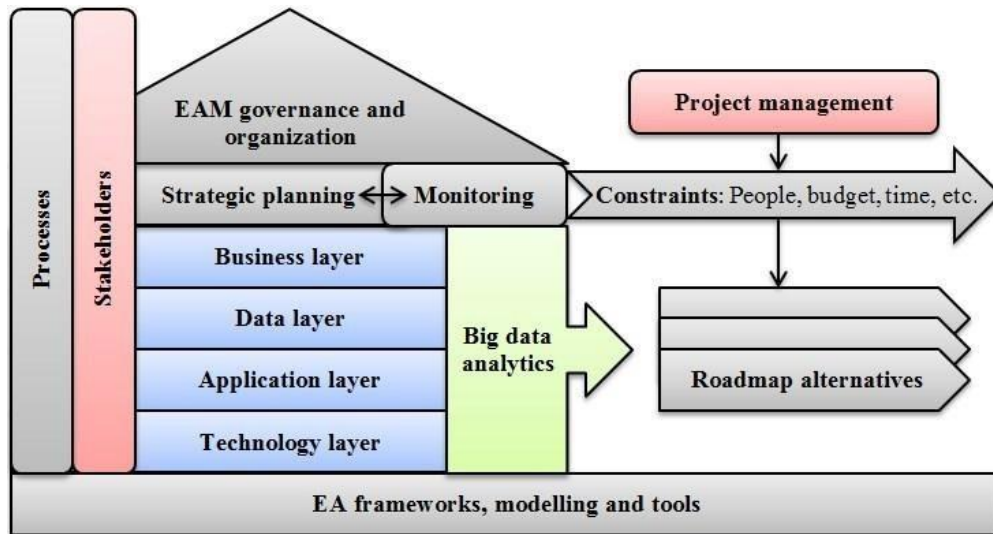 Processes
Stakeholders
EAM governance and
organization
Project management
Strategic planning
Monitoring
Constraints: People, budget, time, etc.
Business layer
Data layer
Application layer
Technology layer
Big data
analytics
Roadmap alternatives
EA frameworks, modelling and tools